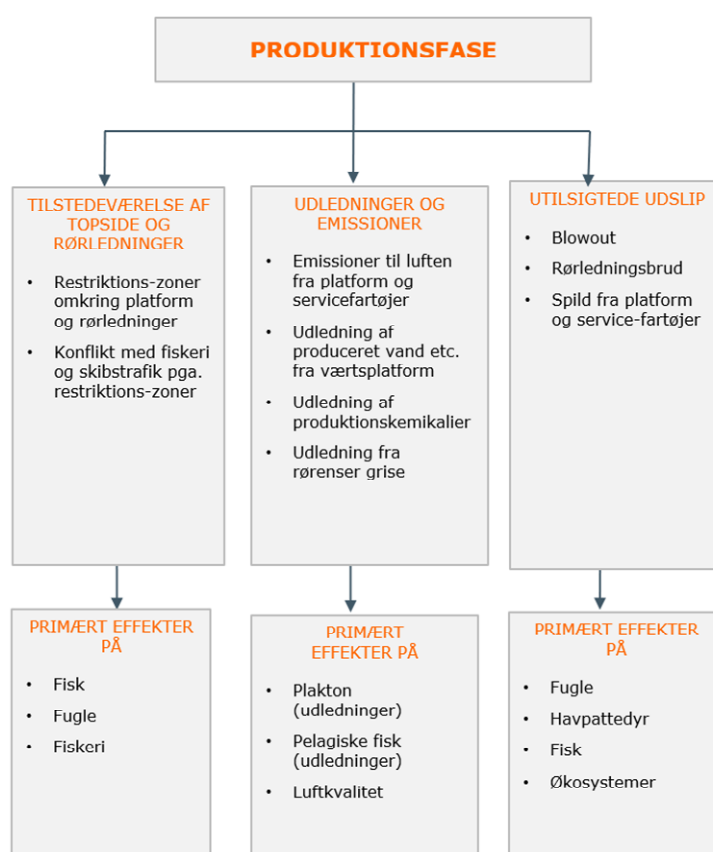 PRODUKTIONSFASE
TILSTEDEVÆRELSE AF
TOPSIDE OG
RØRLEDNINGER
• Restriktions-zoner
omkring platform
og rørledninger
• Konflikt med fiskeri
og skibstrafik pga.
restriktions-zoner
UDLEDNINGER OG
EMISSIONER
• Emissioner til luften
fra platform og
servicefartøjer
• Udledning af
produceret vand etc.
fra værtsplatform
• Udledning af
produktionskemikalier
• Udledning fra
rørenser grise
UTILSIGTEDE UDSLIP
• Blowout
• Rørledningsbrud
• Spild fra platform
og service-fartøjer
PRIMÆRT EFFEKTER
PÅ
• Fisk
• Fugle
• Fiskeri
PRIMÆRT
EFFEKTER PÅ
• Plakton
(udledninger)
• Pelagiske fisk
(udledninger)
• Luftkvalitet
PRIMÆRT EFFEKTER
PÅ
• Fugle
• Havpattedyr
• Fisk
• Økosystemer